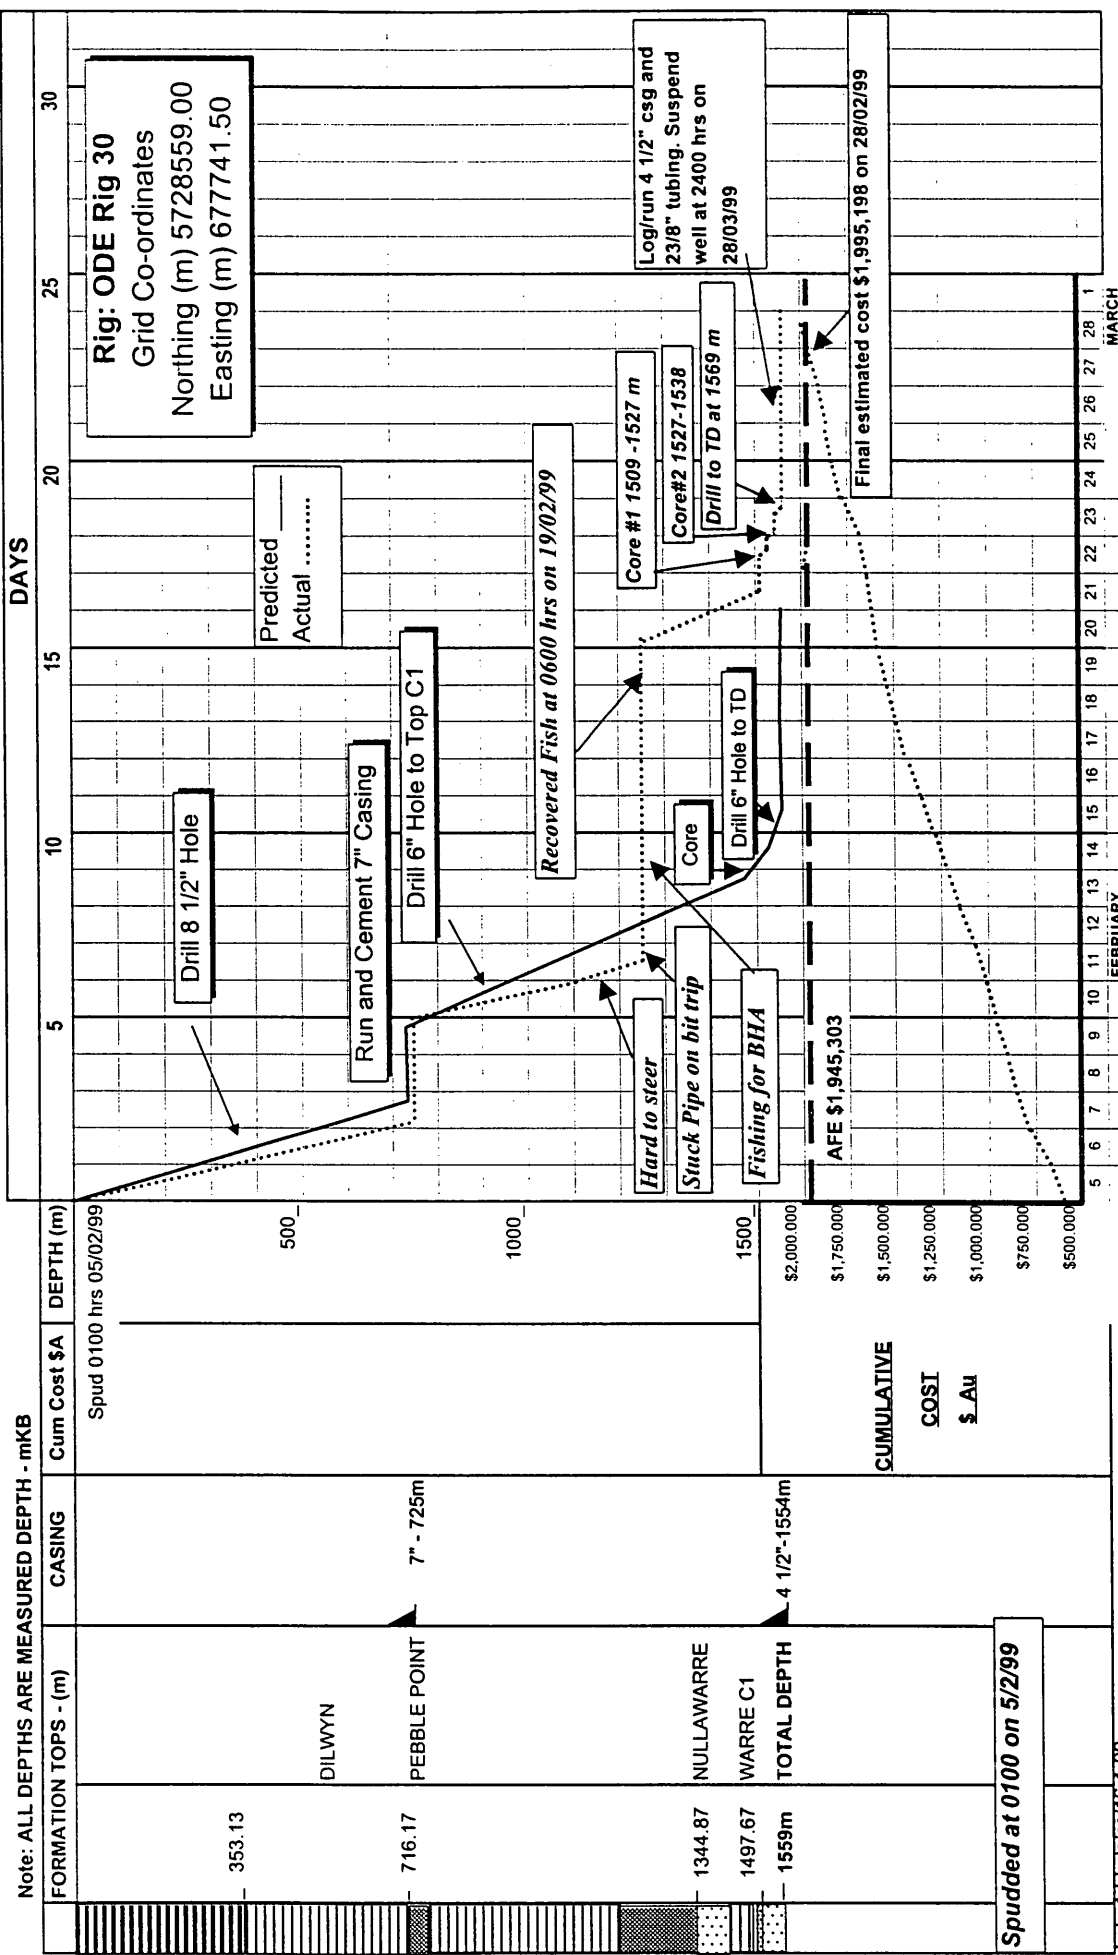 Note: ALL DEPTHS ARE MEASURED DEPTH - mKB
FORMATION TOPS - (m)
CASING
Cum Cost $A
DEPTH (m)
DAYS
5
10
15
20
25
30
353.13
716.17
1344.87
1497.67
1559m
DILWYN
PEBBLE POINT
NULLAWARRE
WARRE C1
TOTAL DEPTH
7" - 725m
4 1/2"-1554m
Spud 0100 hrs 05/02/99
500
1000
1500
Rig: ODE Rig 30
Grid Co-ordinates
Northing (m) 5728559.00
Easting (m) 677741.50
Predicted
Actual
Drill 8 1/2" Hole
Run and Cement 7" Casing
Drill 6" Hole to Top C1
Recovered Fish at 0600 hrs on 19/02/99
Core #1 1509 -1527 m
Core#2 1527-1538
Drill to TD at 1569 m
Log/run 4 1/2" csg and
23/8" tubing. Suspend
well at 2400 hrs on
28/03/99
Hard to steer
Stuck Pipe on bit trip
Fishing for BHA
Core
Drill 6" Hole to TD
AFE $1,945,303
Final estimated cost $1,995,198 on 28/02/99
CUMULATIVE
COST
$ Au
$2,000.000
$1,750.000
$1,500.000
$1,250.000
$1,000.000
$750.000
$500.000
5 6 7 8 9 10 11 12 13 14 15 16 17 18 19 20 21 22 23 24 25 26 27 28 1
FEBRUARY
MARCH
Spudded at 0100 on 5/2/99